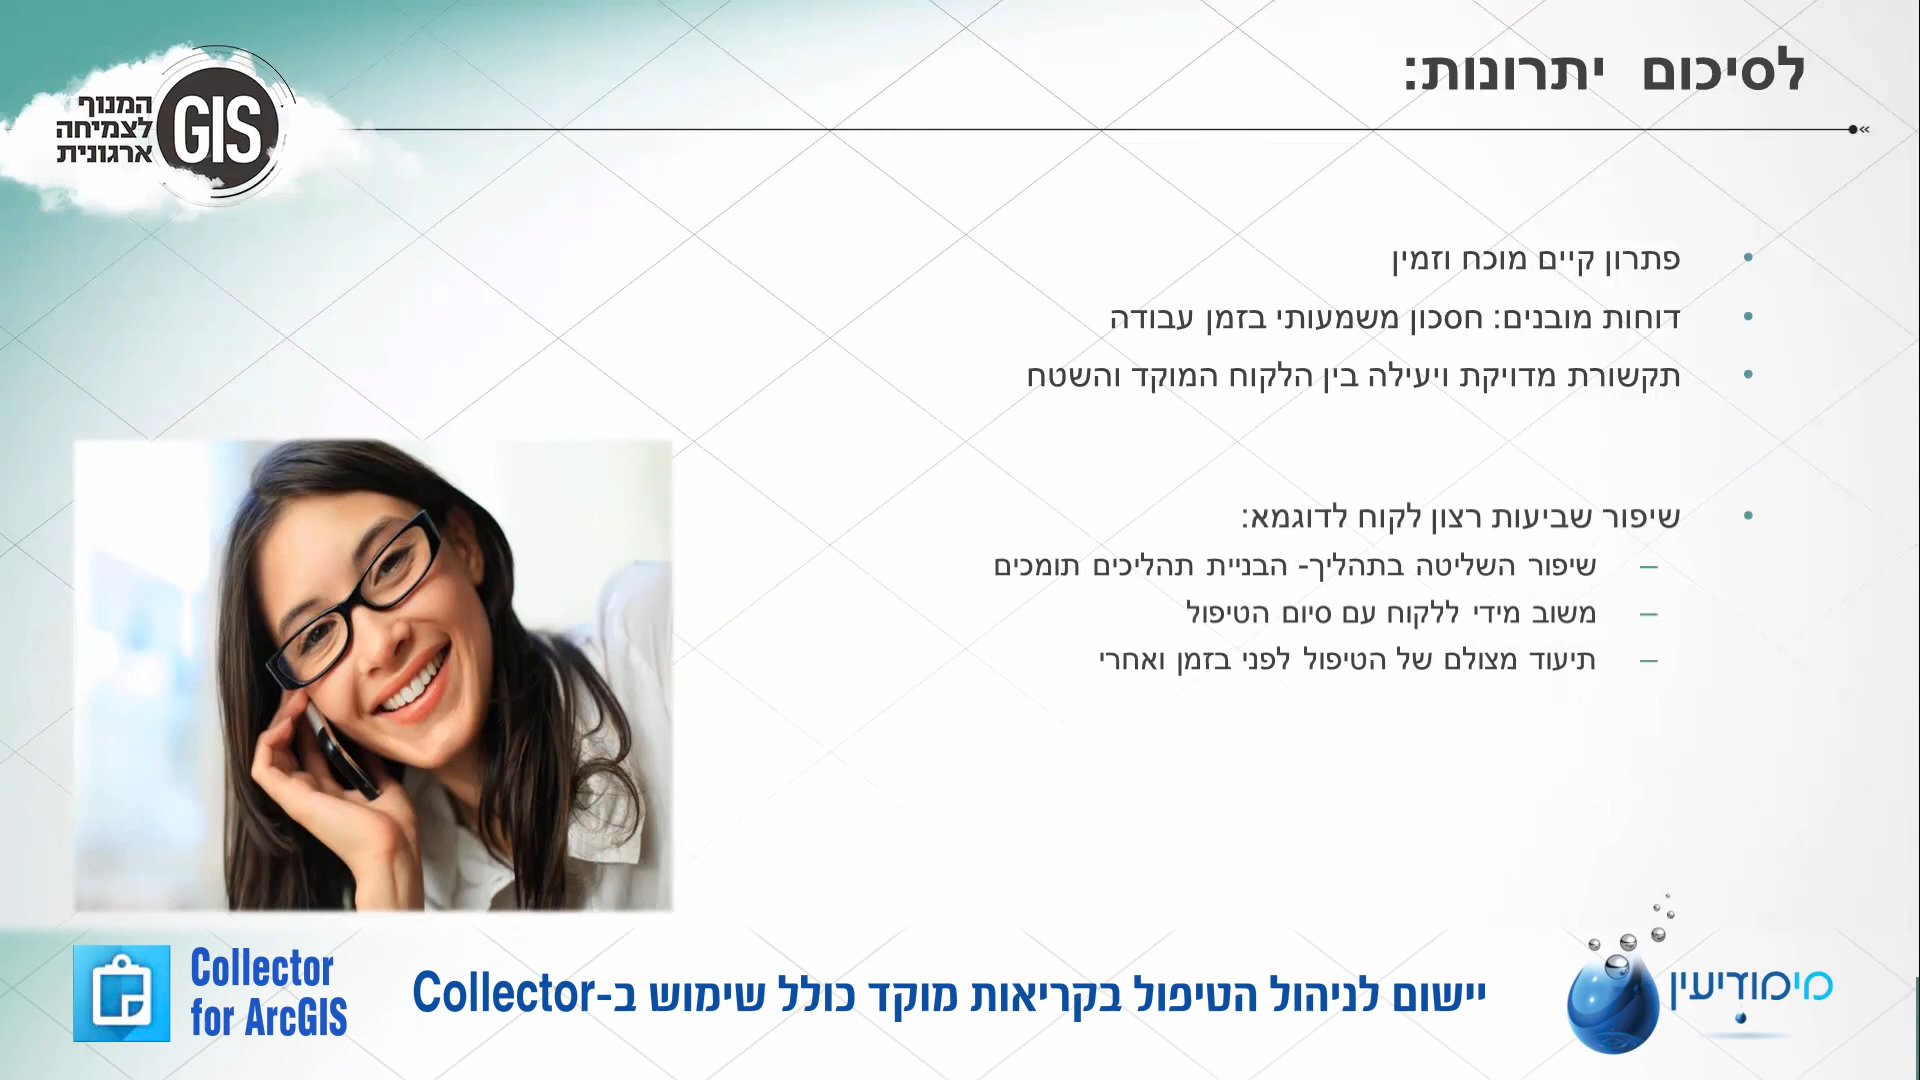 לסיכום יתרונות:
המנוף
לצמיחה
ארגונית
GIS
פתרון קיים מוכח וזמין
דוחות מובנים: חסכון משמעותי בזמן עבודה
תקשורת מדויקת ויעילה בין הלקוח המוקד והשטח
שיפור שביעות רצון לקוח לדוגמא:
שיפור השליטה בתהליך- הבניית תהליכים תומכים
משוב מידי ללקוח עם סיום הטיפול
תיעוד מצולם של הטיפול לפני בזמן ואחרי
מימודיעין
יישום לניהול הטיפול בקריאות מוקד כולל שימוש ב-Collector
Collector
for ArcGIS